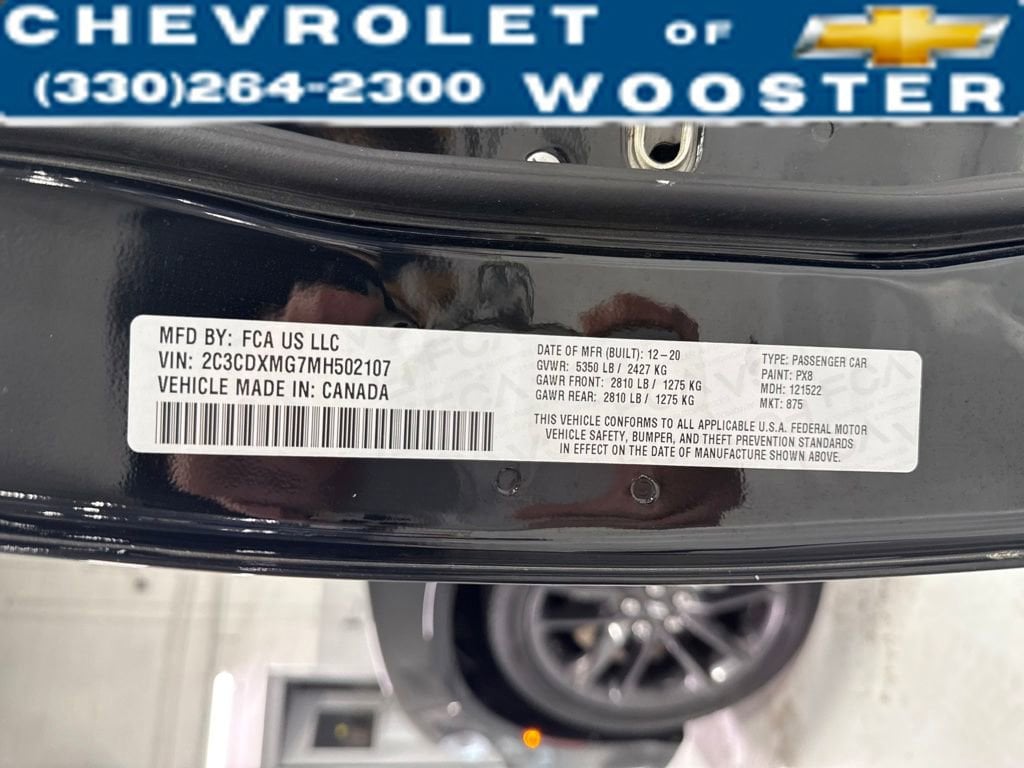 CHEVROLET OF
(330)264-2300 WOOSTER
MFD BY: FCA US LLC
VIN: 2C3CDXMG7MH502107
VEHICLE MADE IN: CANADA
DATE OF MFR (BUILT): 12-20
GVWR: 5350 LB / 2427 KG
GAWR FRONT: 2810 LB / 1275 KG
GAWR REAR: 2810 LB / 1275 KG
TYPE: PASSENGER CAR
PAINT: PX8
MDH: 121522
MKT: 875
THIS VEHICLE CONFORMS TO ALL APPLICABLE U.S.A. FEDERAL MOTOR
VEHICLE SAFETY, BUMPER, AND THEFT PREVENTION STANDARDS
IN EFFECT ON THE DATE OF MANUFACTURE SHOWN ABOVE.